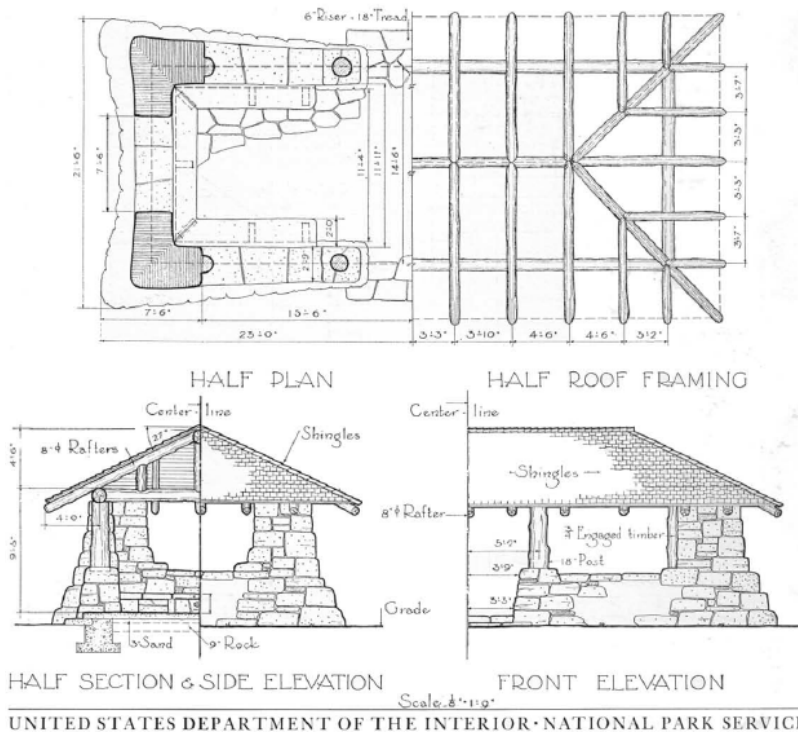 6" Riser - 18" Tread
21'-6"
7'-6"
11'-4"
11'-11"
14'-6"
2'-0"
2'-9"
3'-7"
3'-3"
3'-3"
3'-7"
7'-6"
15'-6"
23'-0"
3'-3"
3'-10"
4'-6"
4'-6"
3'-2"
HALF PLAN
HALF ROOF FRAMING
Center line
8"ϕ Rafters
27°
Shingles
4'-6"
4'-0"
9'-3"
3" Sand
9" Rock
Grade
Center line
Shingles
8"ϕ Rafter
Engaged timber
18" Post
5'-9"
3'-9"
3'-3"
HALF SECTION & SIDE ELEVATION
FRONT ELEVATION
Scale ⅛"=1'-0"
UNITED STATES DEPARTMENT OF THE INTERIOR · NATIONAL PARK SERVICE